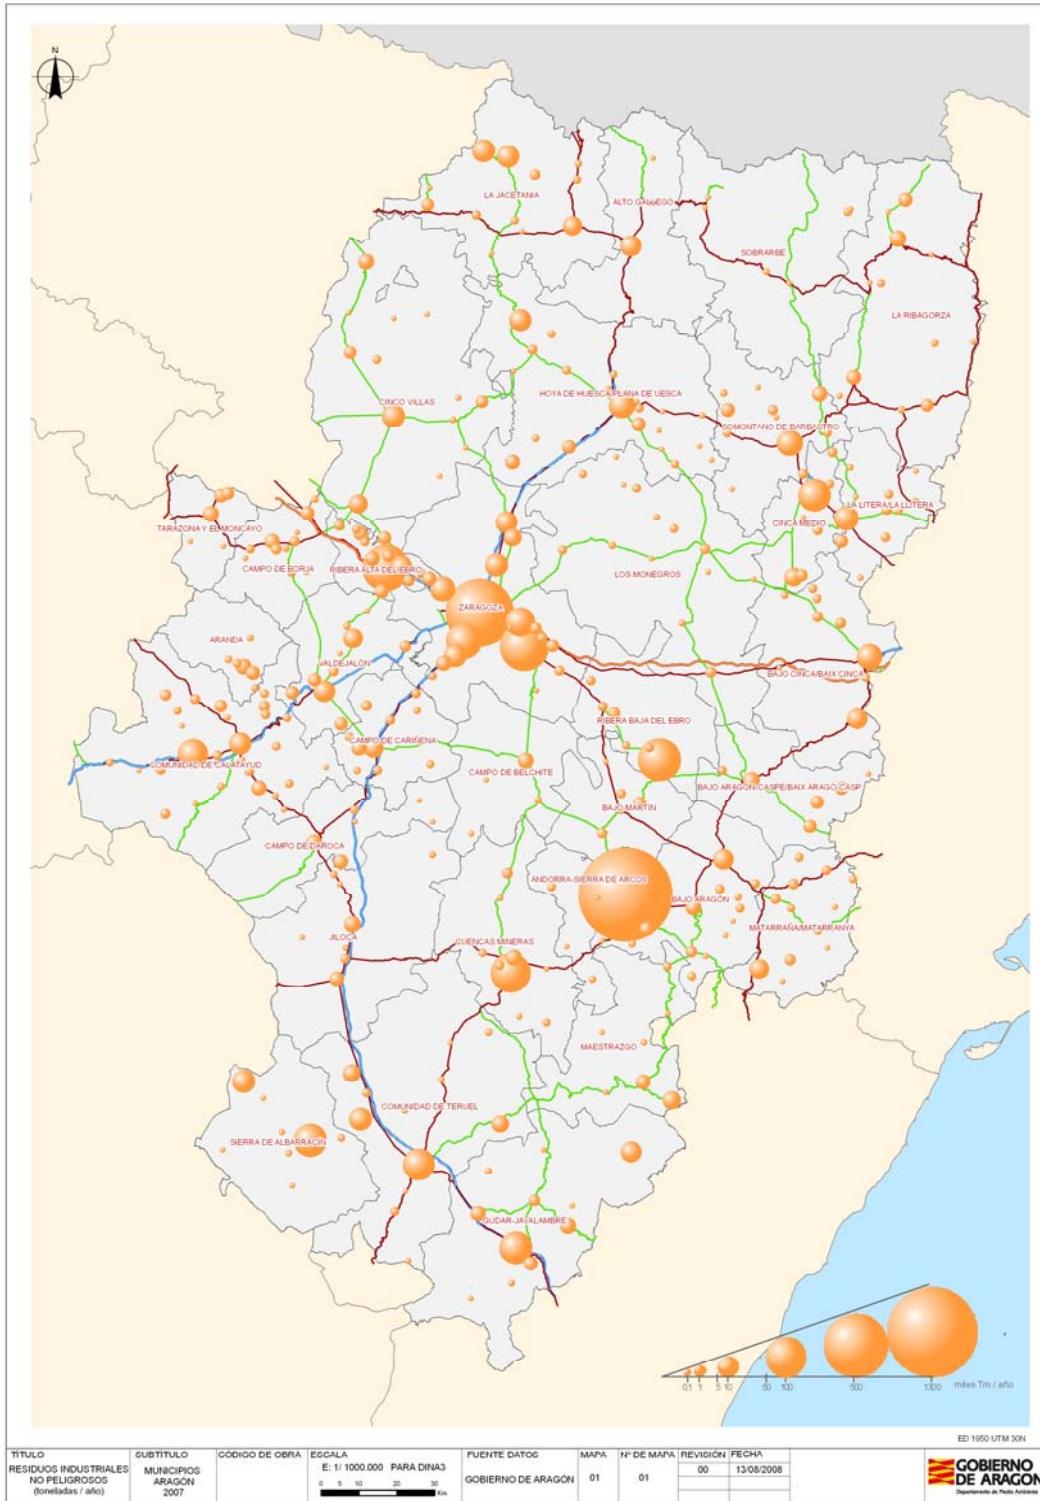 N
LA JACETANIA
ALTO GALLEGO
SOBRARBE
LA RIBAGORZA
CINCO VILLAS
HOYA DE HUESCA/PLANA DE UESCA
SOMONTANO DE BARBASTRO
LA LITERA/LA LLITERA
CINCA MEDIO
TARAZONA Y EL MONCAYO
CAMPO DE BORJA
RIBERA ALTA DEL EBRO
LOS MONEGROS
ZARAGOZA
ARANDA
VALDEJALÓN
BAJO CINCA/BAIX CINCA
RIBERA BAJA DEL EBRO
CAMPO DE CARIÑENA
COMUNIDAD DE CALATAYUD
CAMPO DE BELCHITE
BAJO ARAGON-CASPE/BAIX ARAGO-CASP
BAJO MARTIN
CAMPO DE DAROCA
ANDORRA-SIERRA DE ARCOS
BAJO ARAGÓN
MATARRAÑA/MATARRANYA
JILOCA
CUENCAS MINERAS
MAESTRAZGO
COMUNIDAD DE TERUEL
SIERRA DE ALBARRACIN
GUDAR-JAVALAMBRE
0,1 1 5 10 50 100 500 1300 miles Tm / año
ED 1950 UTM 30N
TÍTULO
RESIDUOS INDUSTRIALES
NO PELIGROSOS
(toneladas / año)
SUBTÍTULO
MUNICIPIOS
ARAGÓN
2007
CÓDIGO DE OBRA
ESCALA
E: 1/ 1000.000 PARA DINA3
0 5 10 20 30
Km
FUENTE DATOS
GOBIERNO DE ARAGÓN
MAPA
01
Nº DE MAPA
01
REVISIÓN
00
FECHA
13/08/2008
GOBIERNO
DE ARAGON
Departamento de Medio Ambiente